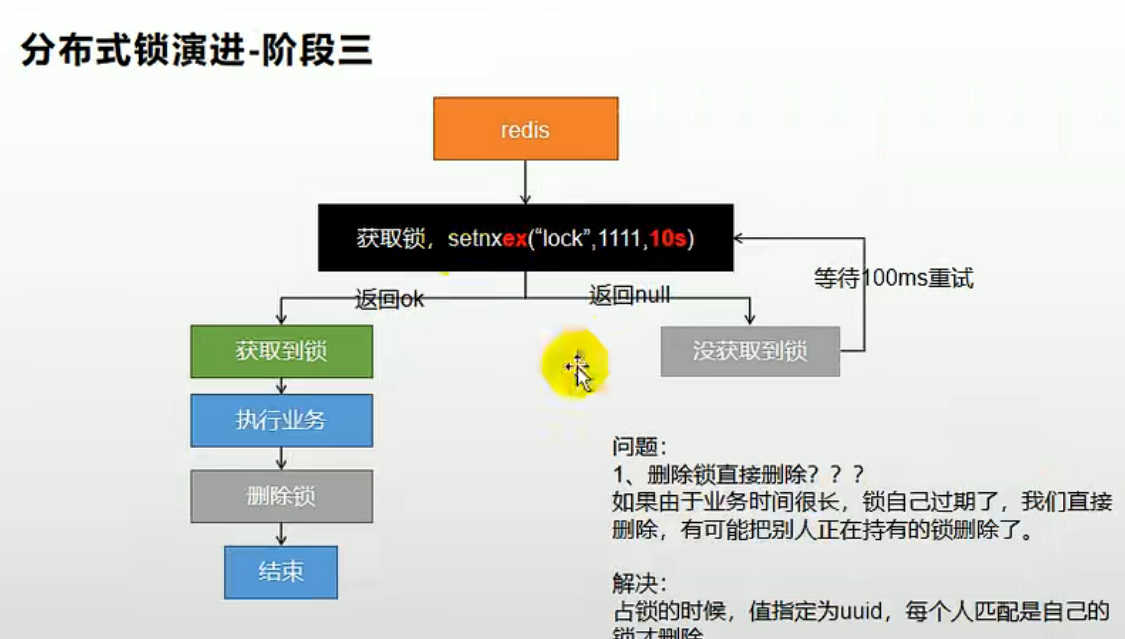 分布式锁演进-阶段三
redis
获取锁，setnxex(“lock”,1111,10s)
等待100ms重试
返回ok
返回null
获取到锁
没获取到锁
执行业务
删除锁
结束
问题：
1、删除锁直接删除？？？
如果由于业务时间很长，锁自己过期了，我们直接
删除，有可能把别人正在持有的锁删除了。
解决：
占锁的时候，值指定为uuid，每个人匹配是自己的
锁才删除